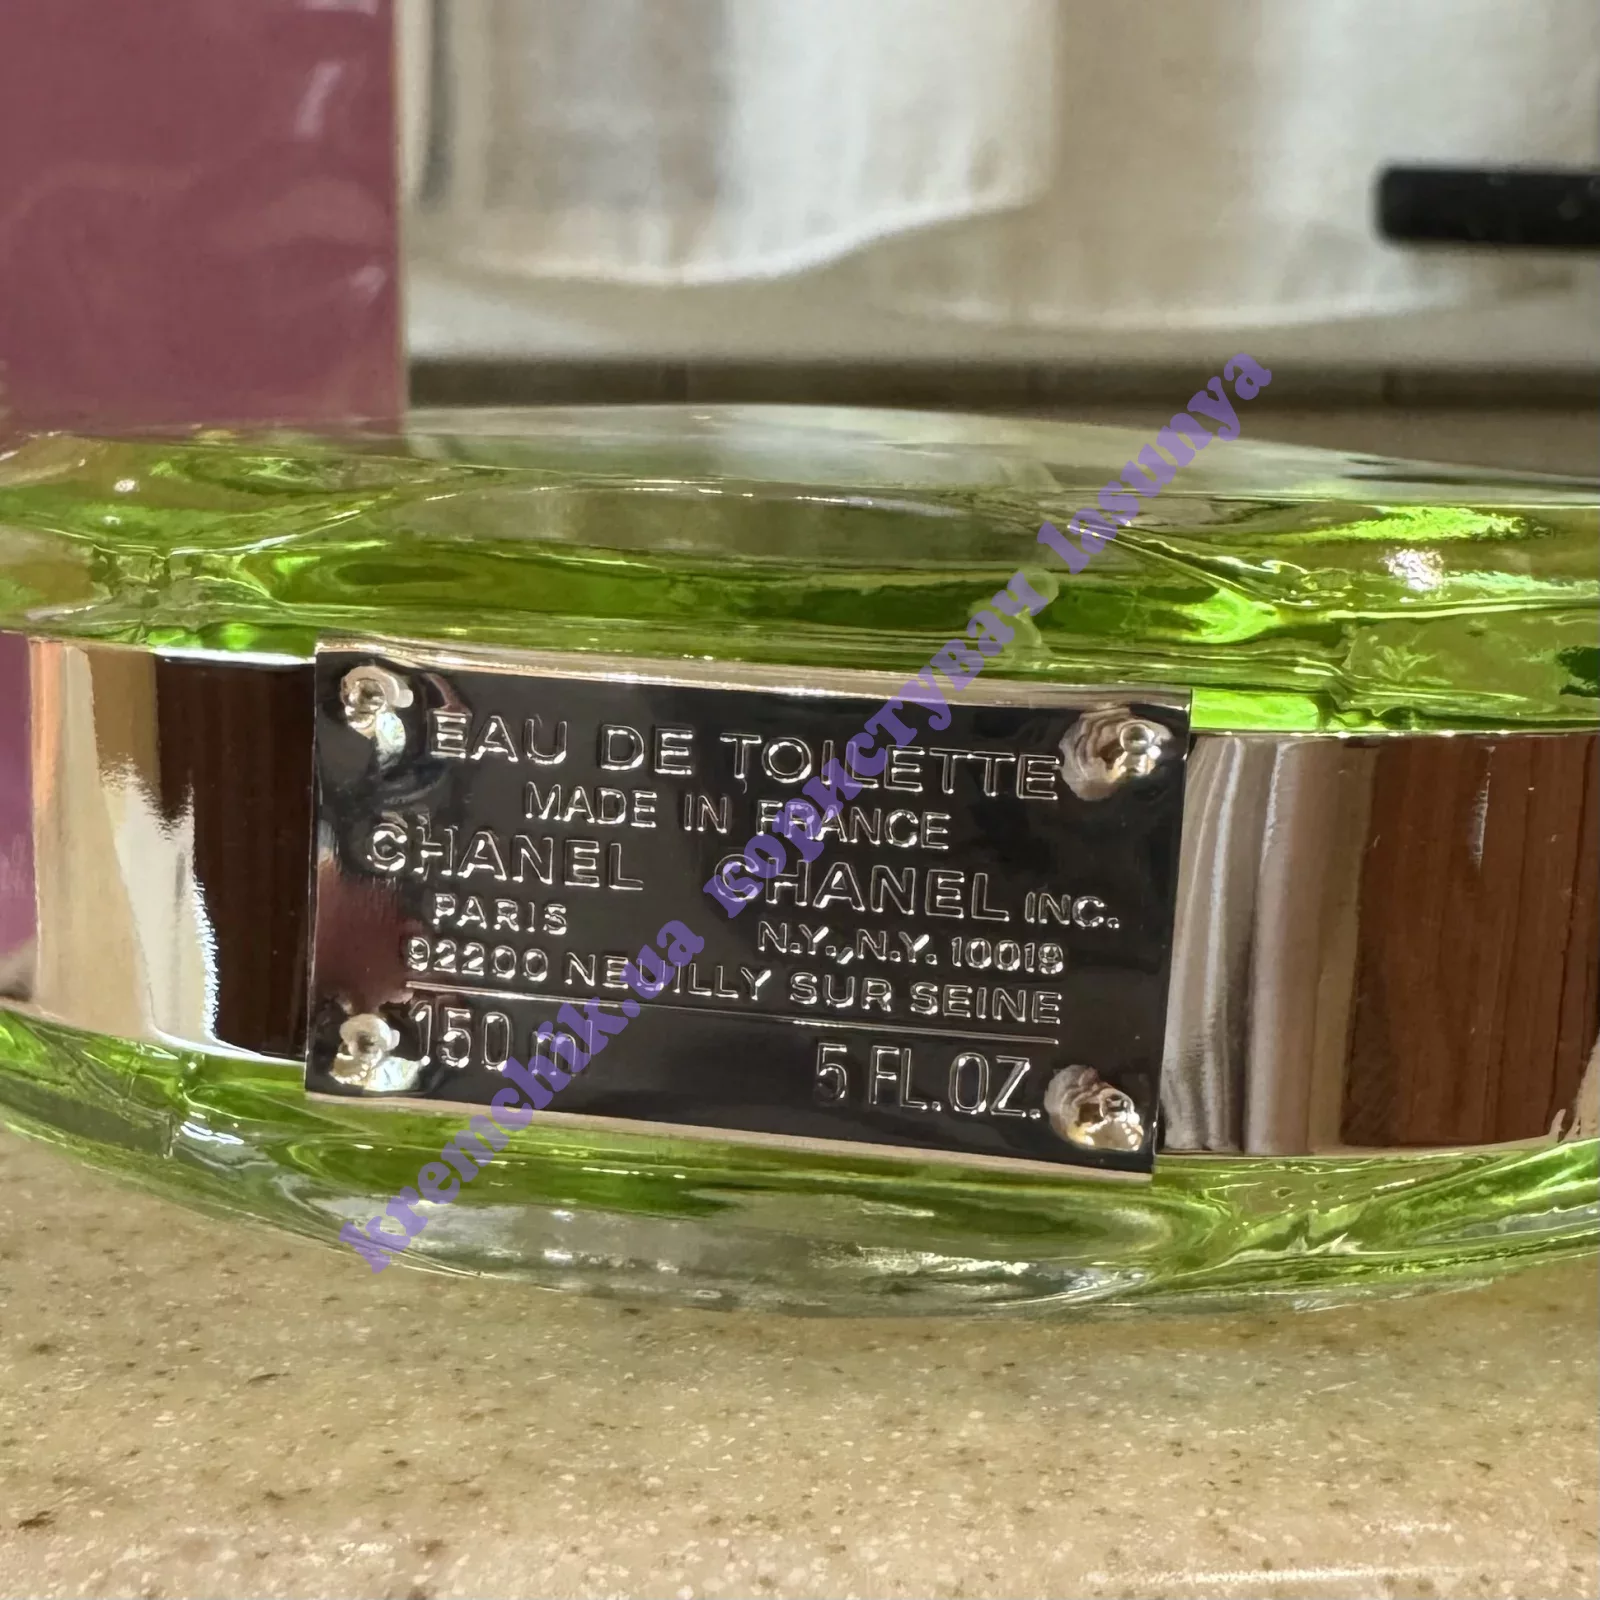 EAU DE TOILETTE
MADE IN FRANCE
CHANEL CHANEL INC.
PARIS N.Y., N.Y. 10019
92200 NEUILLY SUR SEINE
150 ml 5 FL.OZ.
kremchik.ua користувач lasunya